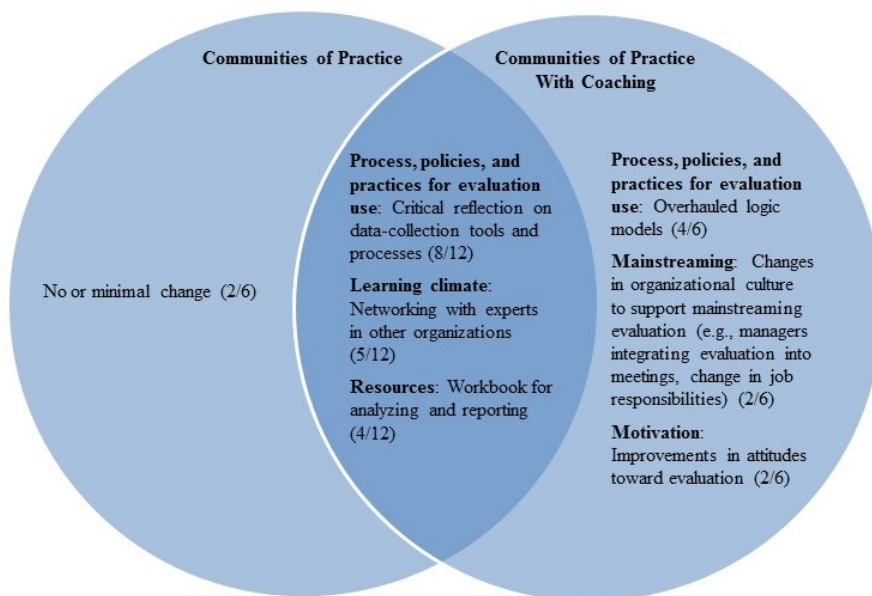 Communities of Practice
Communities of Practice
With Coaching
No or minimal change (2/6)
Process, policies, and
practices for evaluation
use: Critical reflection on
data-collection tools and
processes (8/12)
Learning climate:
Networking with experts
in other organizations
(5/12)
Resources: Workbook for
analyzing and reporting
(4/12)
Process, policies, and
practices for evaluation
use: Overhauled logic
models (4/6)
Mainstreaming: Changes
in organizational culture
to support mainstreaming
evaluation (e.g., managers
integrating evaluation into
meetings, change in job
responsibilities) (2/6)
Motivation:
Improvements in attitudes
toward evaluation (2/6)